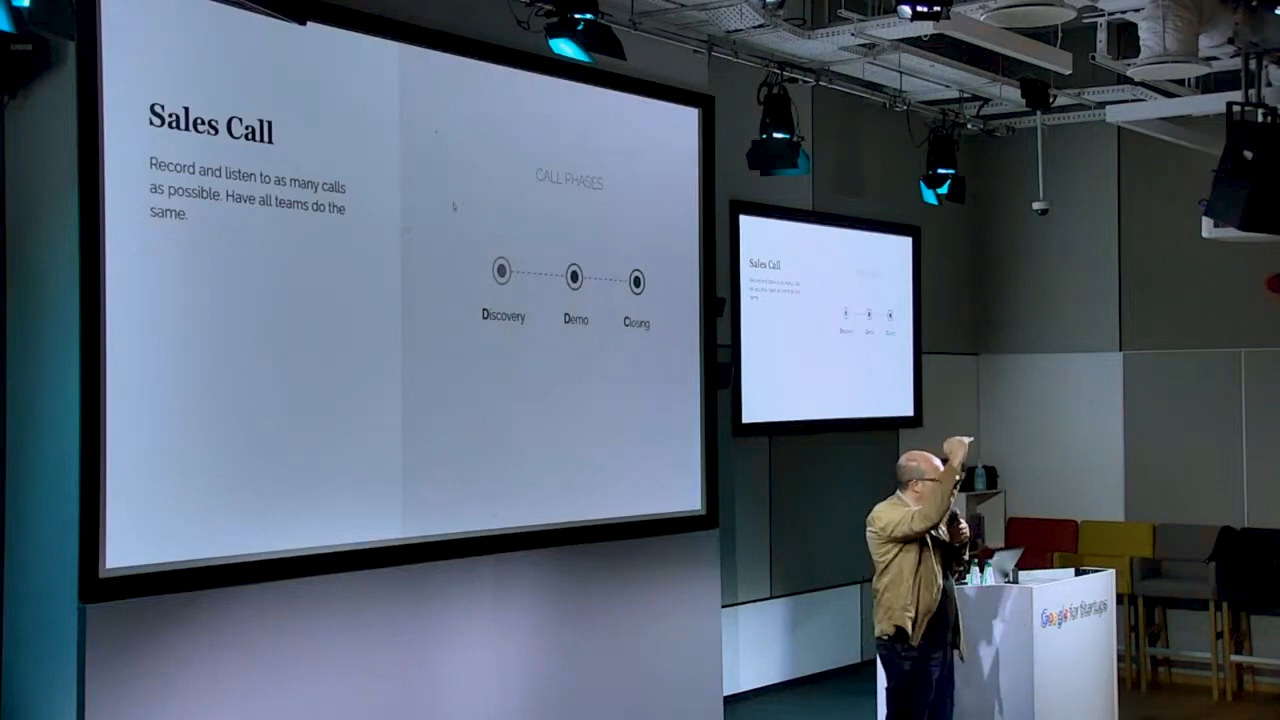 Sales Call
Record and listen to as many calls
as possible. Have all teams do the
same.
CALL PHASES
Discovery
Demo
Closing
Sales Call
Google for Startups